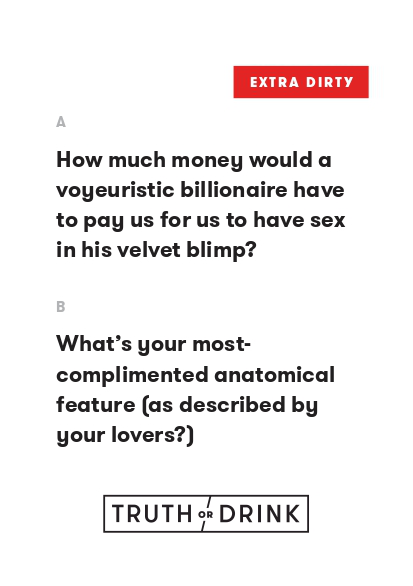 EXTRA DIRTY
A
How much money would a
voyeuristic billionaire have
to pay us for us to have sex
in his velvet blimp?
B
What's your most-
complimented anatomical
feature (as described by
your lovers?)
TRUTH OR DRINK